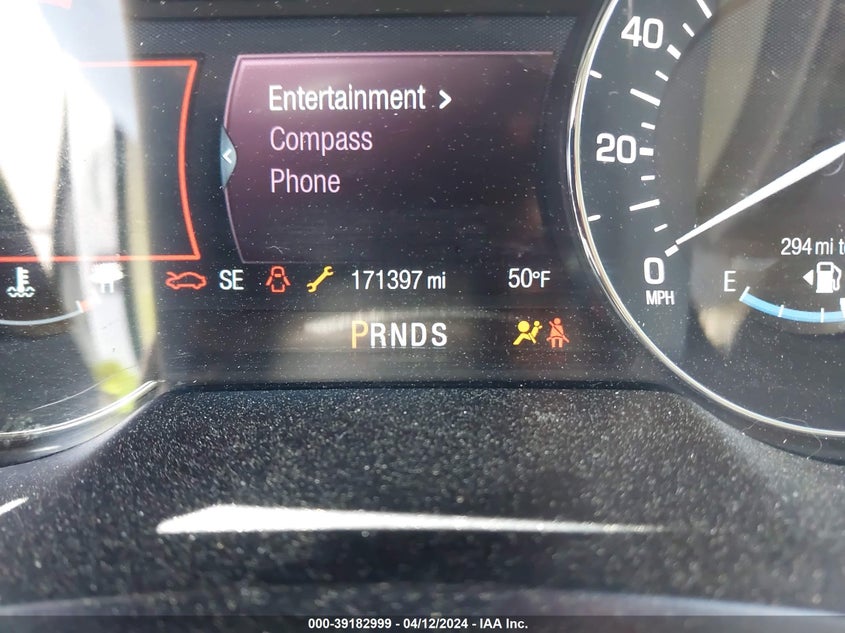 Entertainment >
Compass
Phone
SE 171397 mi 50°F
PRNDS
40
20
0
MPH
294 mi to
E
000-39182999 - 04/12/2024 - IAA Inc.